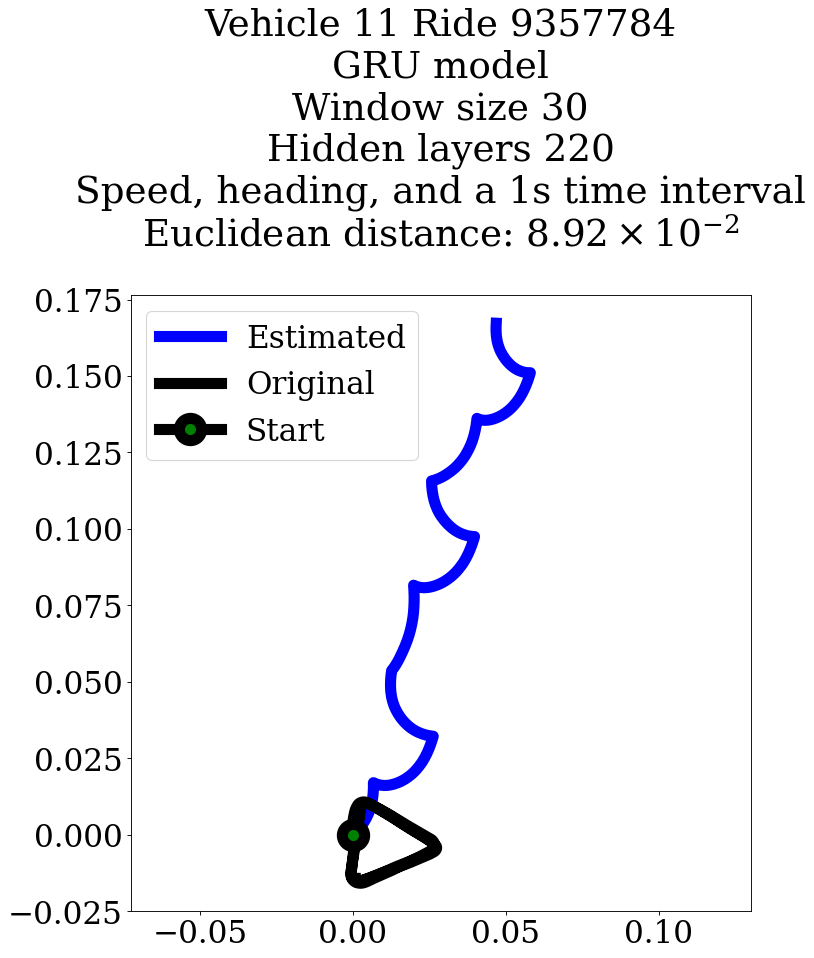 Vehicle 11 Ride 9357784
GRU model
Window size 30
Hidden layers 220
Speed, heading, and a 1s time interval
Euclidean distance: 8.92 × 10⁻²
0.175
0.150
0.125
0.100
0.075
0.050
0.025
0.000
−0.025
Estimated
Original
Start
−0.05 0.00 0.05 0.10